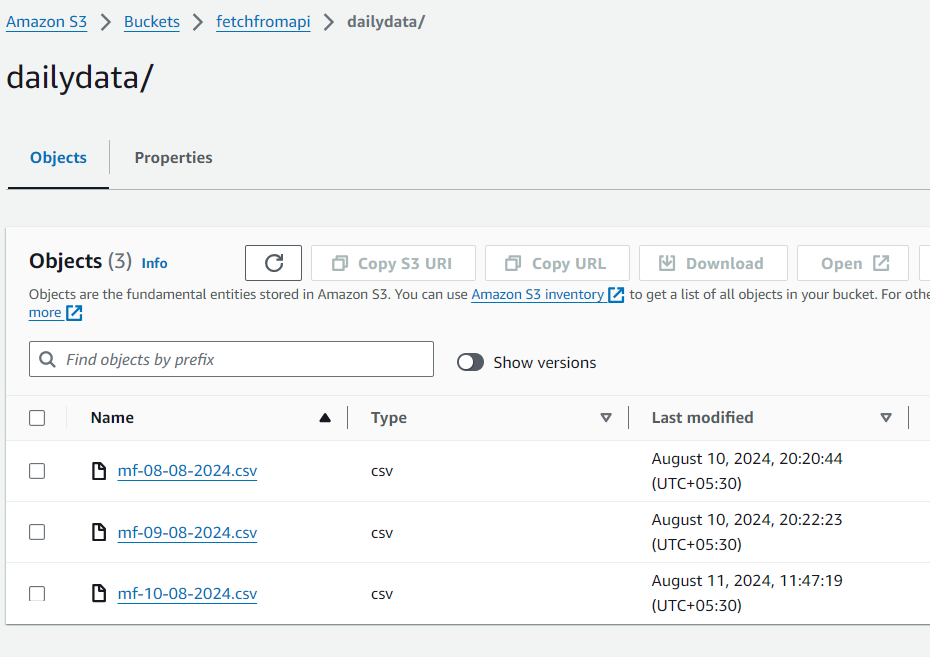 Amazon S3 > Buckets > fetchfromapi > dailydata/
dailydata/
Objects Properties
Objects (3) Info Copy S3 URI Copy URL Download Open
Objects are the fundamental entities stored in Amazon S3. You can use Amazon S3 inventory to get a list of all objects in your bucket. For othe
more
Find objects by prefix Show versions
Name Type Last modified
mf-08-08-2024.csv csv August 10, 2024, 20:20:44
(UTC+05:30)
mf-09-08-2024.csv csv August 10, 2024, 20:22:23
(UTC+05:30)
mf-10-08-2024.csv csv August 11, 2024, 11:47:19
(UTC+05:30)